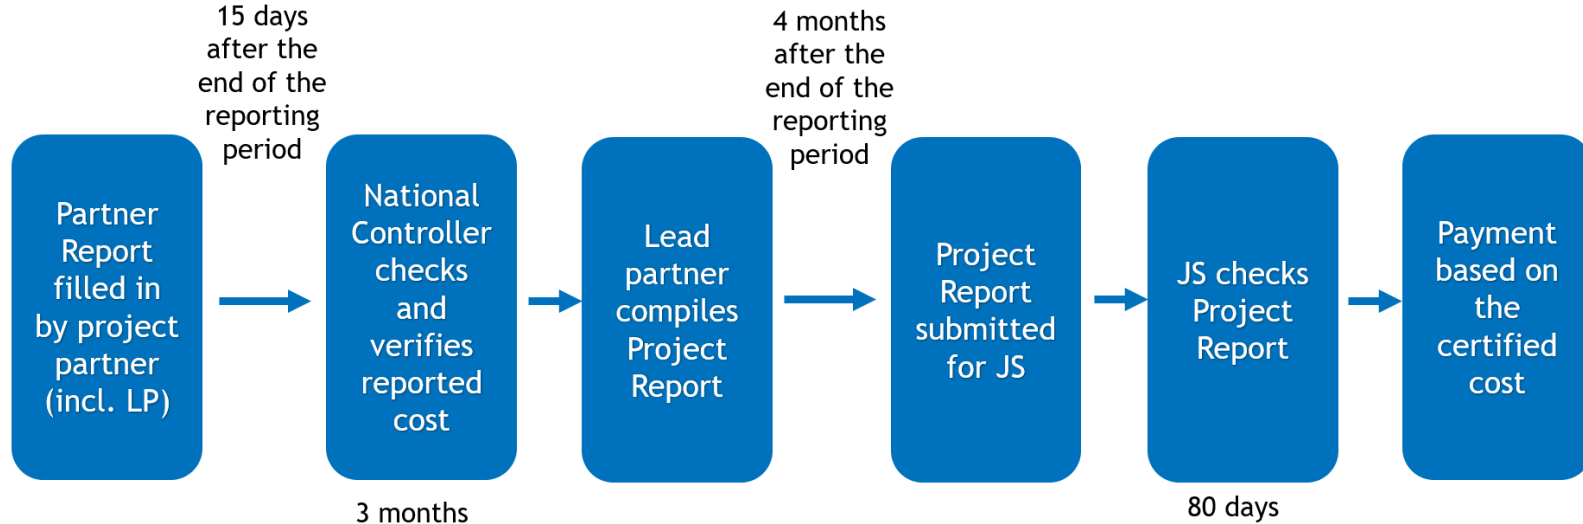 15 days
after the
end of the
reporting
period
4 months
after the
end of the
reporting
period
Partner
Report
filled in
by project
partner
(incl. LP)
National
Controller
checks
and
verifies
reported
cost
3 months
Lead
partner
compiles
Project
Report
Project
Report
submitted
for JS
JS checks
Project
Report
80 days
Payment
based on
the
certified
cost